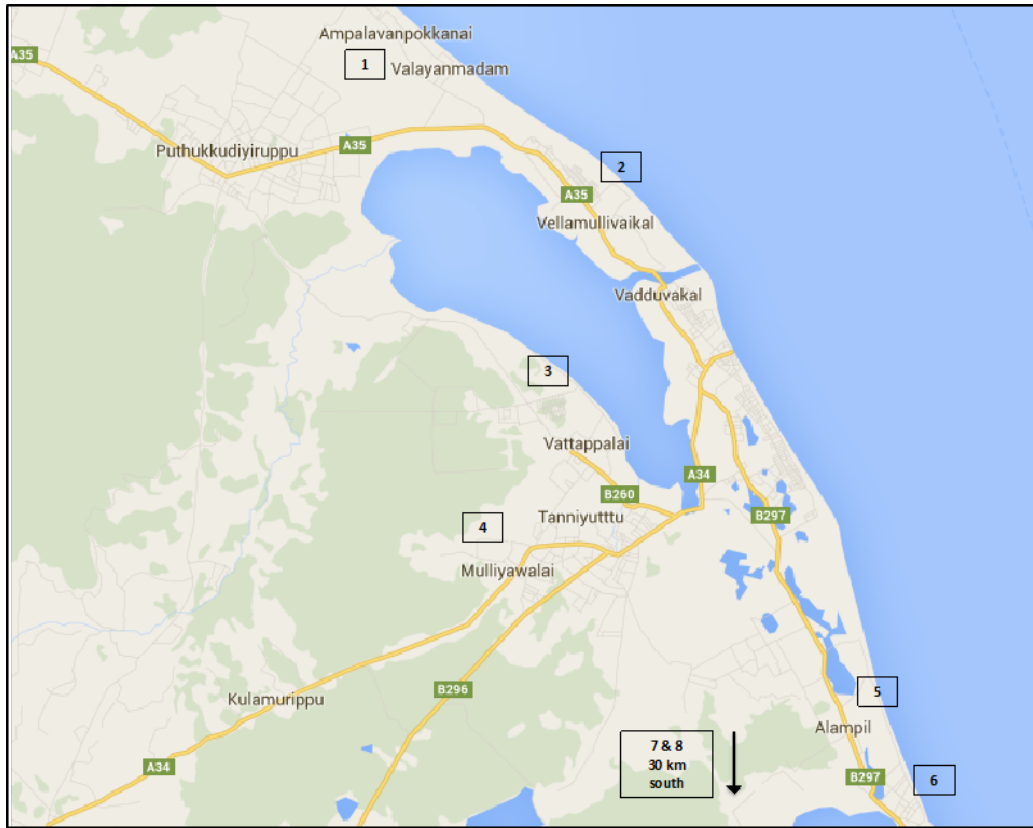 Ampalavanpokkanai
A35
1
Valayanmadam
A35
Puthukkudiyiruppu
2
A35
Vellamullivaikal
Vadduvakal
3
Vattappalai
A34
B260
Tanniyutttu
B297
4
Mulliyawalai
B296
Kulamurippu
5
Alampil
7 & 8
30 km
south
A34
B297
6